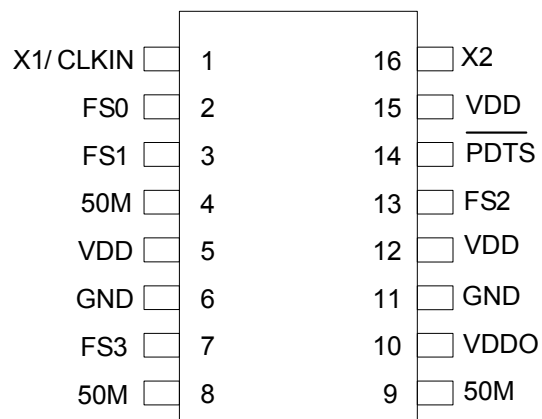 X1/ CLKIN 1 16 X2
FS0 2 15 VDD
FS1 3 14 PDTS
50M 4 13 FS2
VDD 5 12 VDD
GND 6 11 GND
FS3 7 10 VDDO
50M 8 9 50M